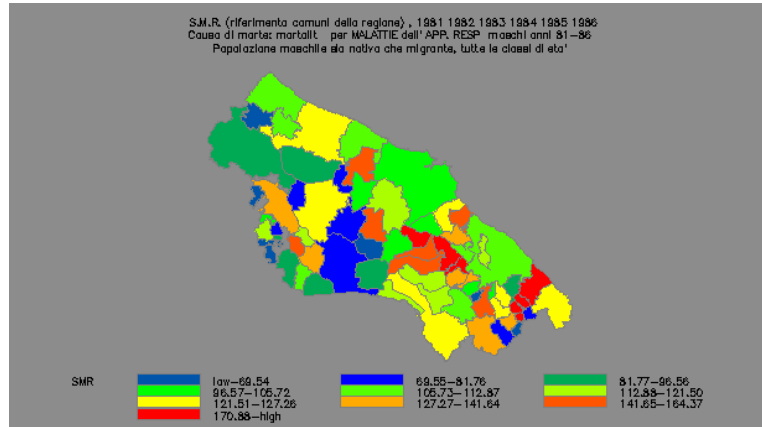 S.M.R. (riferimento comuni della regione) , 1981 1982 1983 1984 1985 1986
Causa di morte: mortalit per MALATTIE dell'APP. RESP maschi anni 81-86
Popolazione maschile sia nativa che migrante, tutte le classi di eta'
SMR low-69.54 69.55-81.76 81.77-96.56
96.57-105.72 105.73-112.87 112.88-121.50
121.51-127.26 127.27-141.64 141.65-164.37
170.88-high